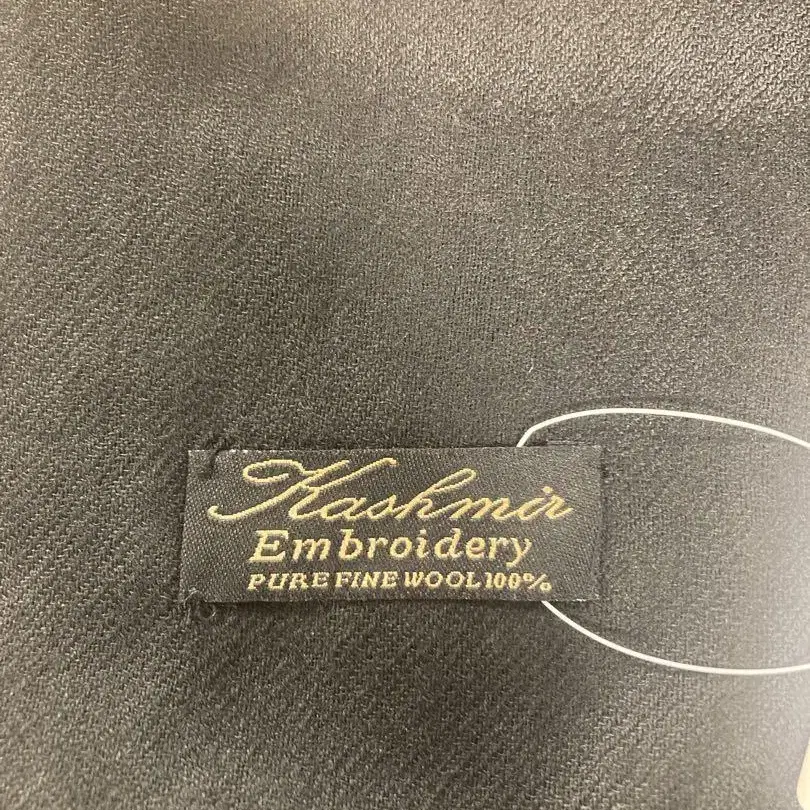 Kashmir
Embroidery
PURE FINE WOOL 100%